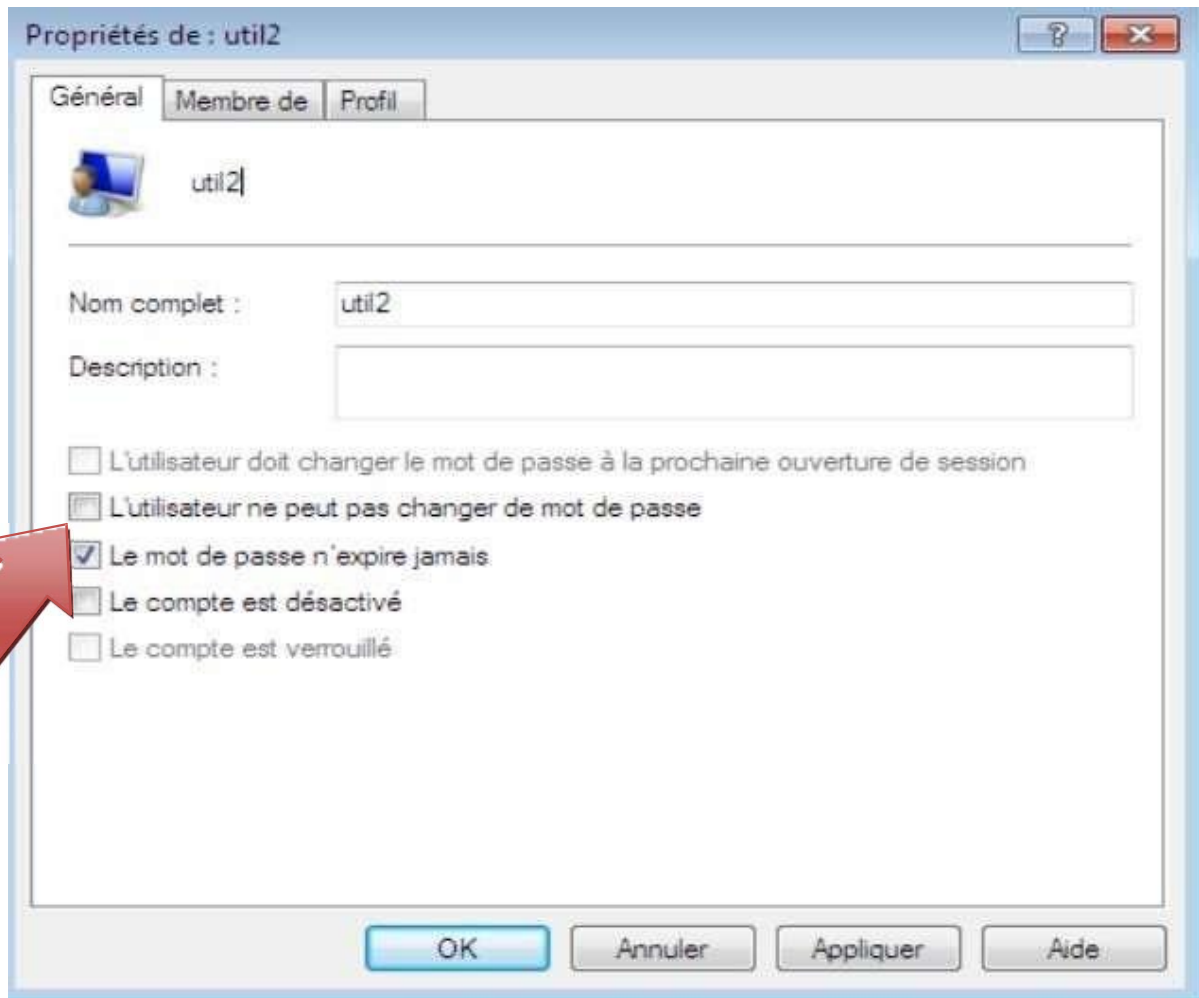 Propriétés de : util2
Général Membre de Profil
util2
Nom complet : util2
Description :
L'utilisateur doit changer le mot de passe à la prochaine ouverture de session
L'utilisateur ne peut pas changer de mot de passe
Le mot de passe n'expire jamais
Le compte est désactivé
Le compte est verrouillé
OK Annuler Appliquer Aide